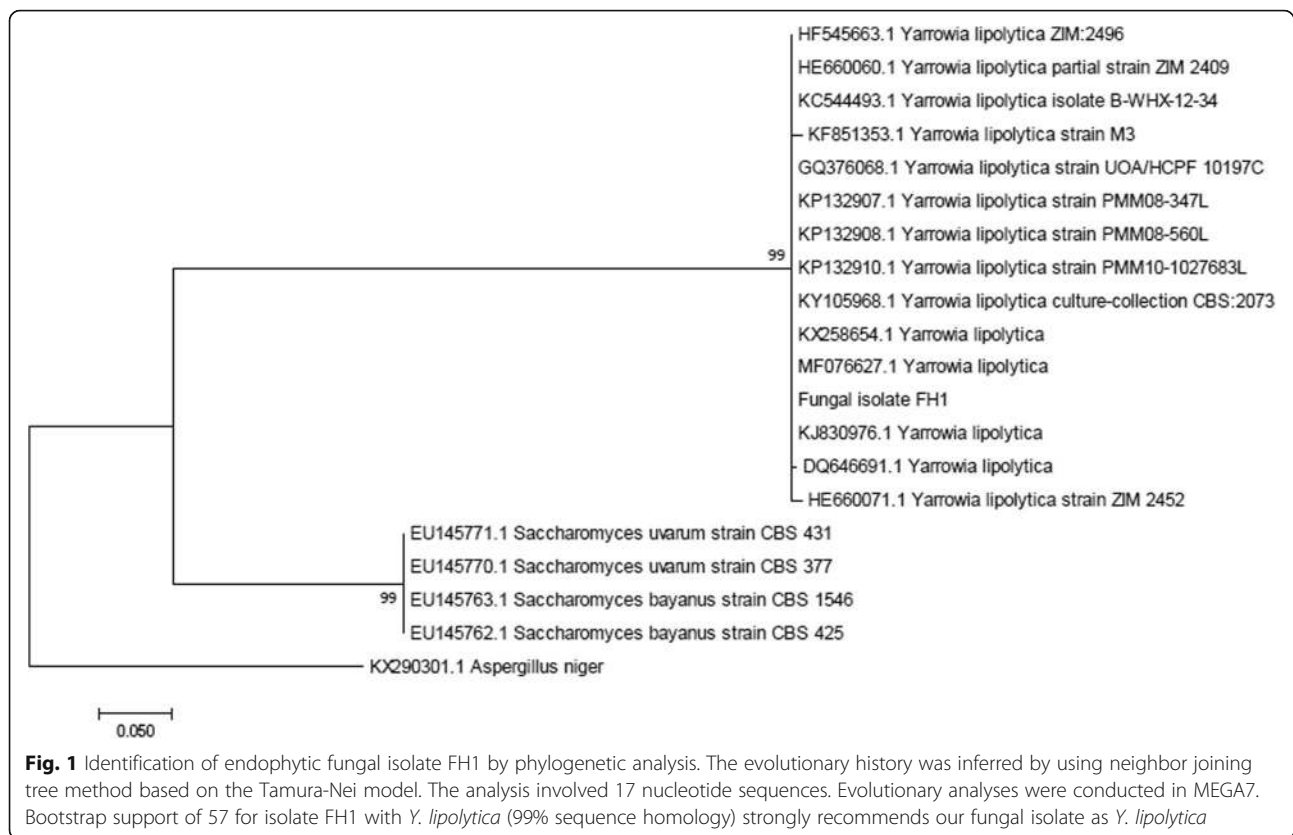 HF545663.1 Yarrowia lipolytica ZIM:2496
HE660060.1 Yarrowia lipolytica partial strain ZIM 2409
KC544493.1 Yarrowia lipolytica isolate B-WHX-12-34
KF851353.1 Yarrowia lipolytica strain M3
GQ376068.1 Yarrowia lipolytica strain UOA/HCPF 10197C
KP132907.1 Yarrowia lipolytica strain PMM08-347L
KP132908.1 Yarrowia lipolytica strain PMM08-560L
99
KP132910.1 Yarrowia lipolytica strain PMM10-1027683L
KY105968.1 Yarrowia lipolytica culture-collection CBS:2073
KX258654.1 Yarrowia lipolytica
MF076627.1 Yarrowia lipolytica
Fungal isolate FH1
KJ830976.1 Yarrowia lipolytica
DQ646691.1 Yarrowia lipolytica
HE660071.1 Yarrowia lipolytica strain ZIM 2452
EU145771.1 Saccharomyces uvarum strain CBS 431
EU145770.1 Saccharomyces uvarum strain CBS 377
99
EU145763.1 Saccharomyces bayanus strain CBS 1546
EU145762.1 Saccharomyces bayanus strain CBS 425
KX290301.1 Aspergillus niger
0.050
Fig. 1 Identification of endophytic fungal isolate FH1 by phylogenetic analysis. The evolutionary history was inferred by using neighbor joining
tree method based on the Tamura-Nei model. The analysis involved 17 nucleotide sequences. Evolutionary analyses were conducted in MEGA7.
Bootstrap support of 57 for isolate FH1 with Y. lipolytica (99% sequence homology) strongly recommends our fungal isolate as Y. lipolytica